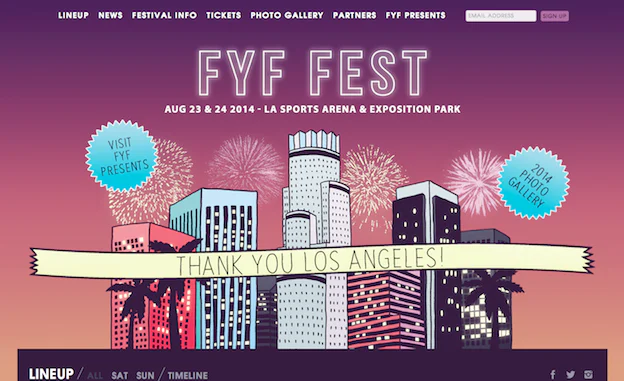 LINEUP NEWS FESTIVAL INFO TICKETS PHOTO GALLERY PARTNERS FYF PRESENTS
EMAIL ADDRESS SIGN UP
FYF FEST
AUG 23 & 24 2014 - LA SPORTS ARENA & EXPOSITION PARK
VISIT
FYF
PRESENTS
2014
PHOTO
GALLERY
THANK YOU LOS ANGELES!
LINEUP / ALL SAT SUN / TIMELINE